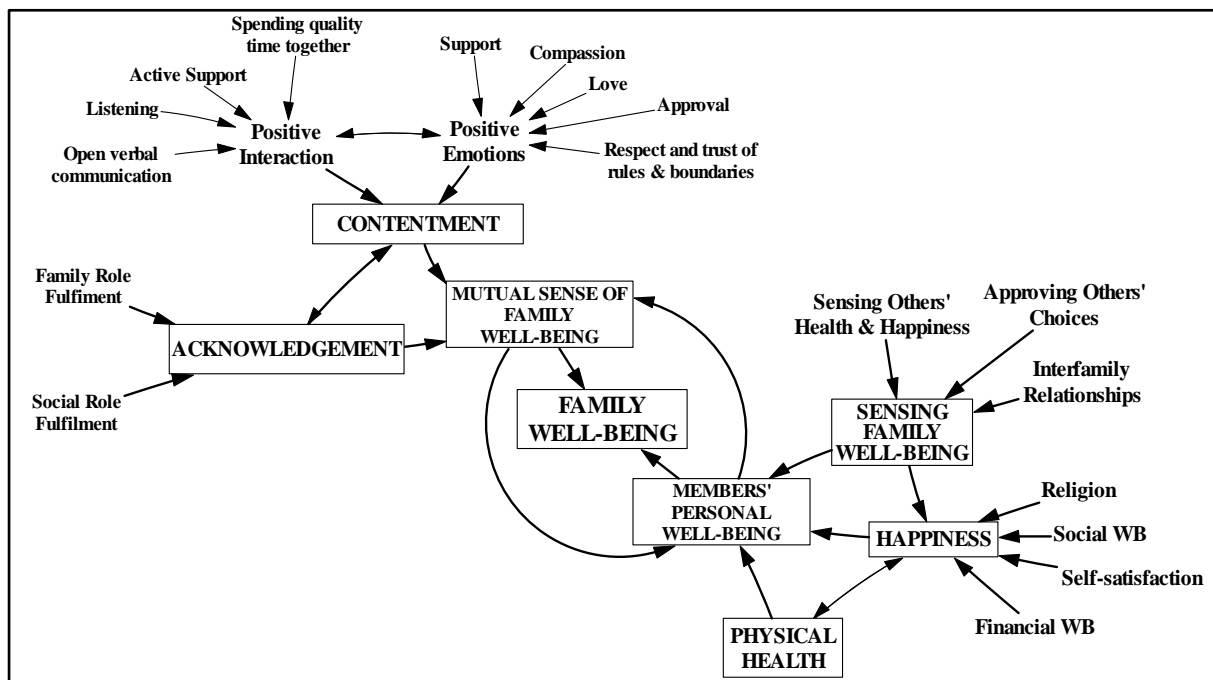 Spending quality
time together
Support
Compassion
Active Support
Love
Listening
Approval
Positive
Interaction
Positive
Emotions
Open verbal
communication
Respect and trust of
rules & boundaries
CONTENTMENT
Family Role
Fulfiment
MUTUAL SENSE OF
FAMILY
WELL-BEING
Sensing Others'
Health & Happiness
Approving Others'
Choices
ACKNOWLEDGEMENT
Interfamily
Relationships
Social Role
Fulfilment
FAMILY
WELL-BEING
SENSING
FAMILY
WELL-BEING
MEMBERS'
PERSONAL
WELL-BEING
Religion
HAPPINESS
Social WB
Self-satisfaction
Financial WB
PHYSICAL
HEALTH